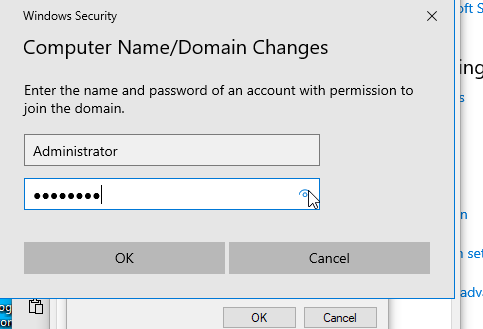 Windows Security
oft S
Computer Name/Domain Changes
ing
Enter the name and password of an account with permission to
join the domain.
s
Administrator
●●●●●●●●
n
OK
Cancel
n set
adva
og
on
OK
Cancel